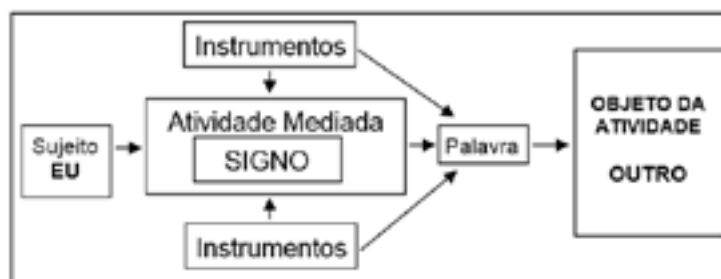 Instrumentos
Atividade Mediada
SIGNO
Sujeito
EU
Palavra
OBJETO DA
ATIVIDADE
OUTRO
Instrumentos